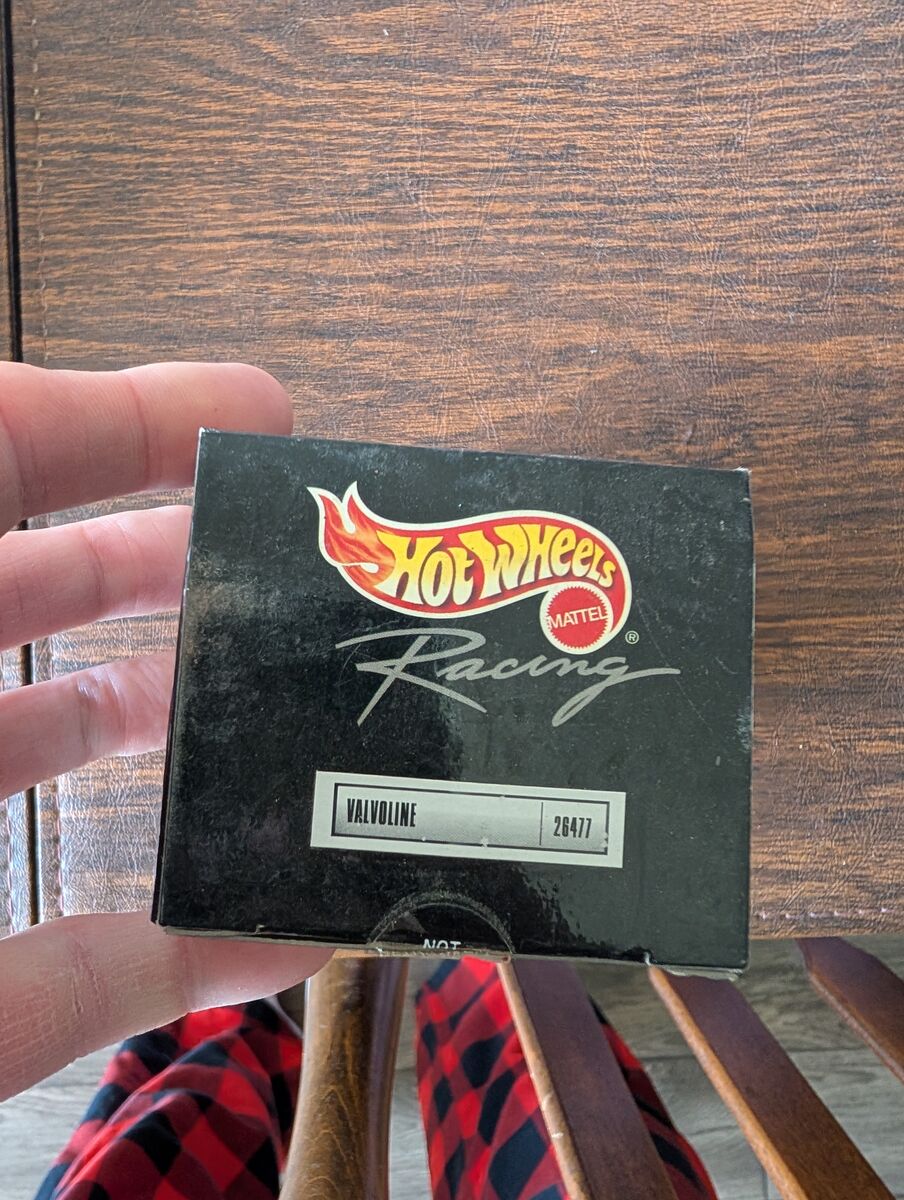 HOT WHEELS
MATTEL
®
Racing
VALVOLINE 26477
NOT